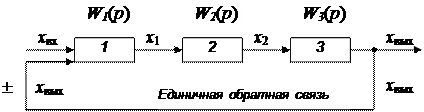 W₁(p) W₂(p) W₃(p)
xвх 1 x₁ 2 x₂ 3 xвых
± xвых Единичная обратная связь xвых